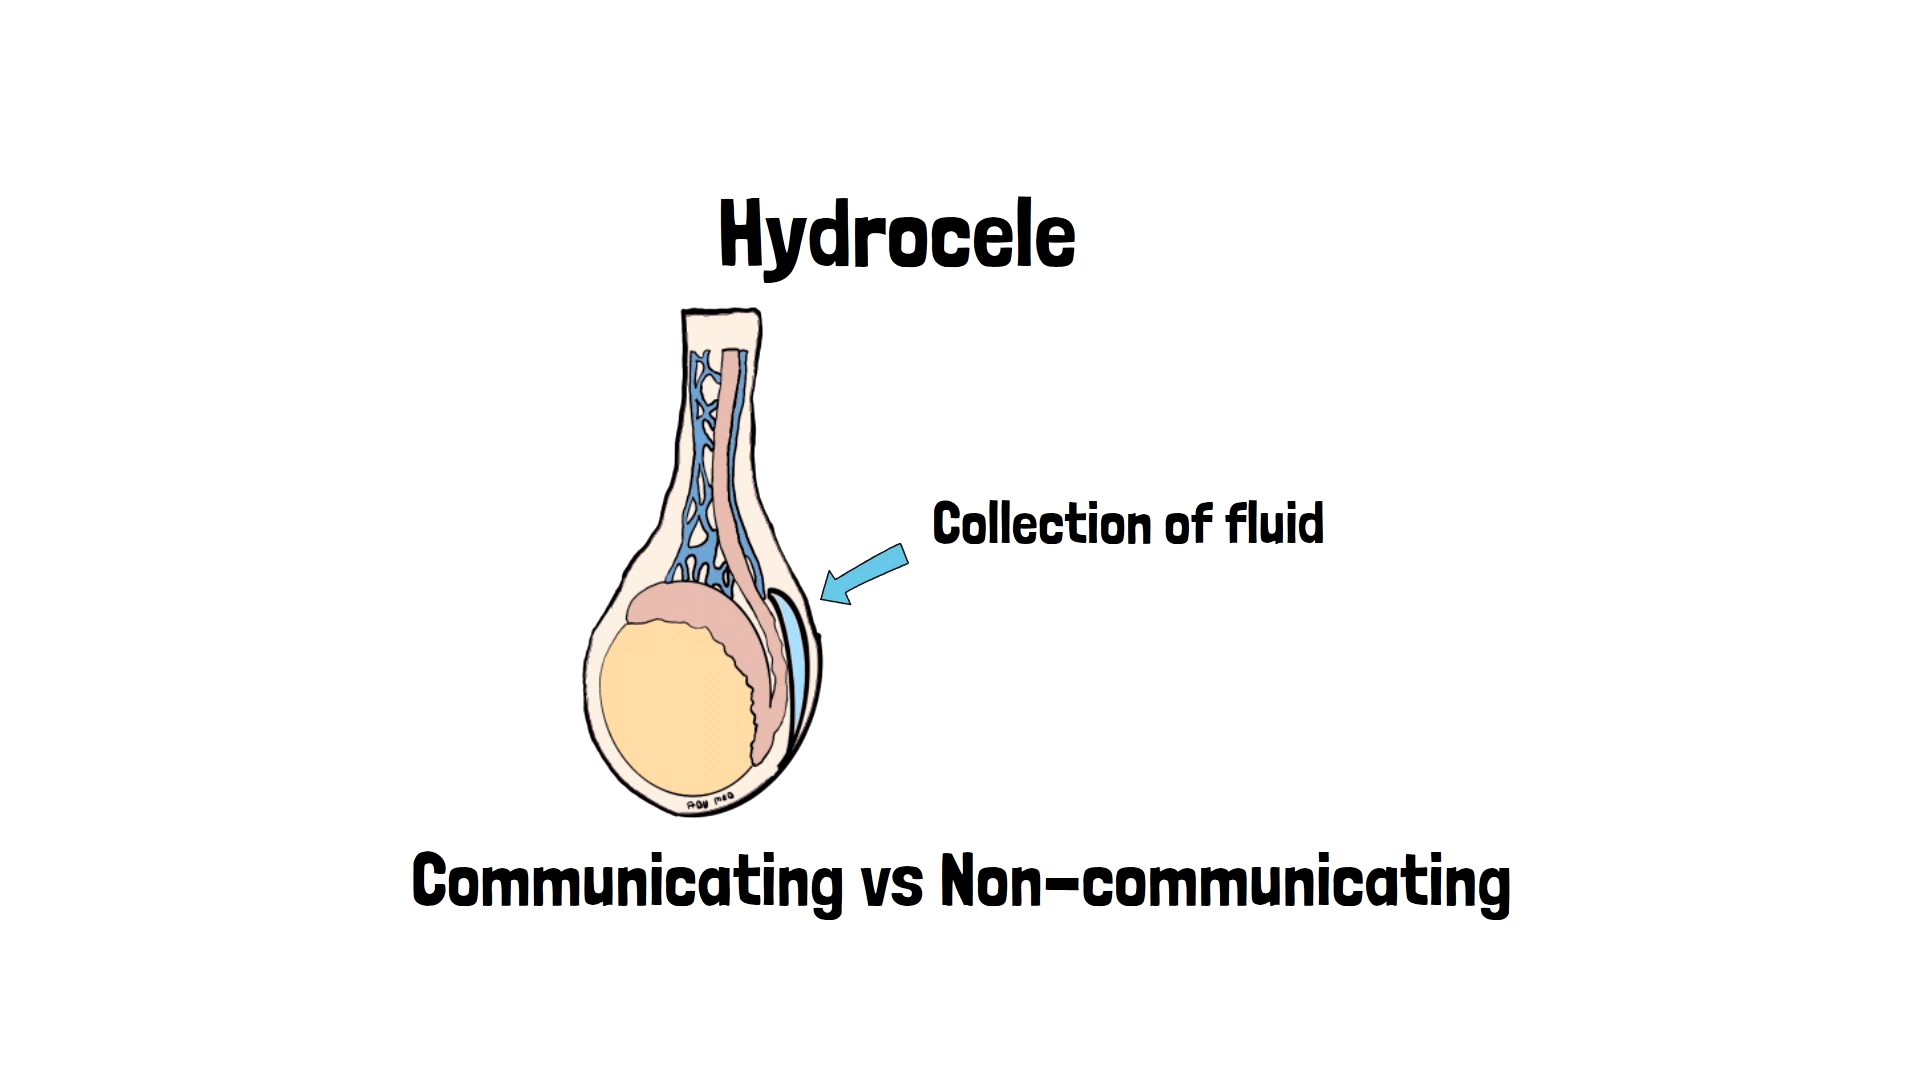 Hydrocele
Collection of fluid
Communicating vs Non-communicating